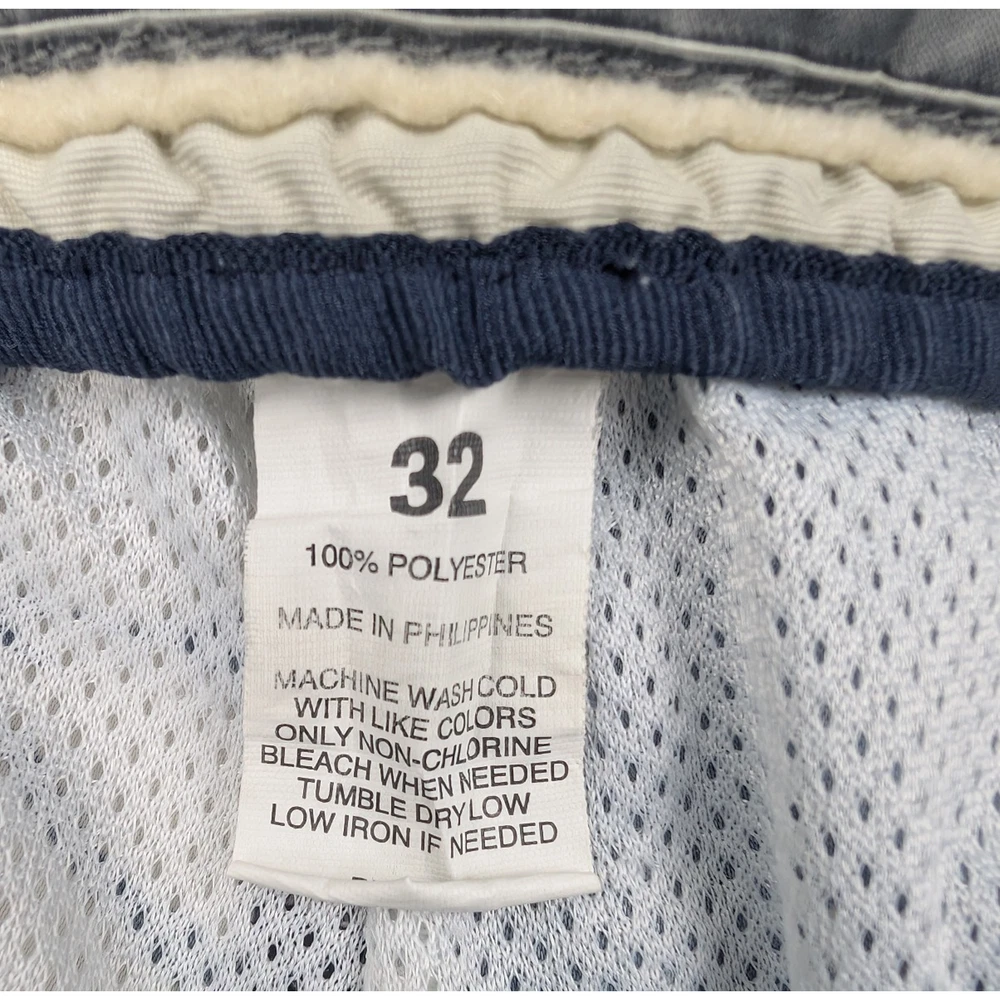 32
100% POLYESTER
MADE IN PHILIPPINES
MACHINE WASH COLD
WITH LIKE COLORS
ONLY NON-CHLORINE
BLEACH WHEN NEEDED
TUMBLE DRY LOW
LOW IRON IF NEEDED